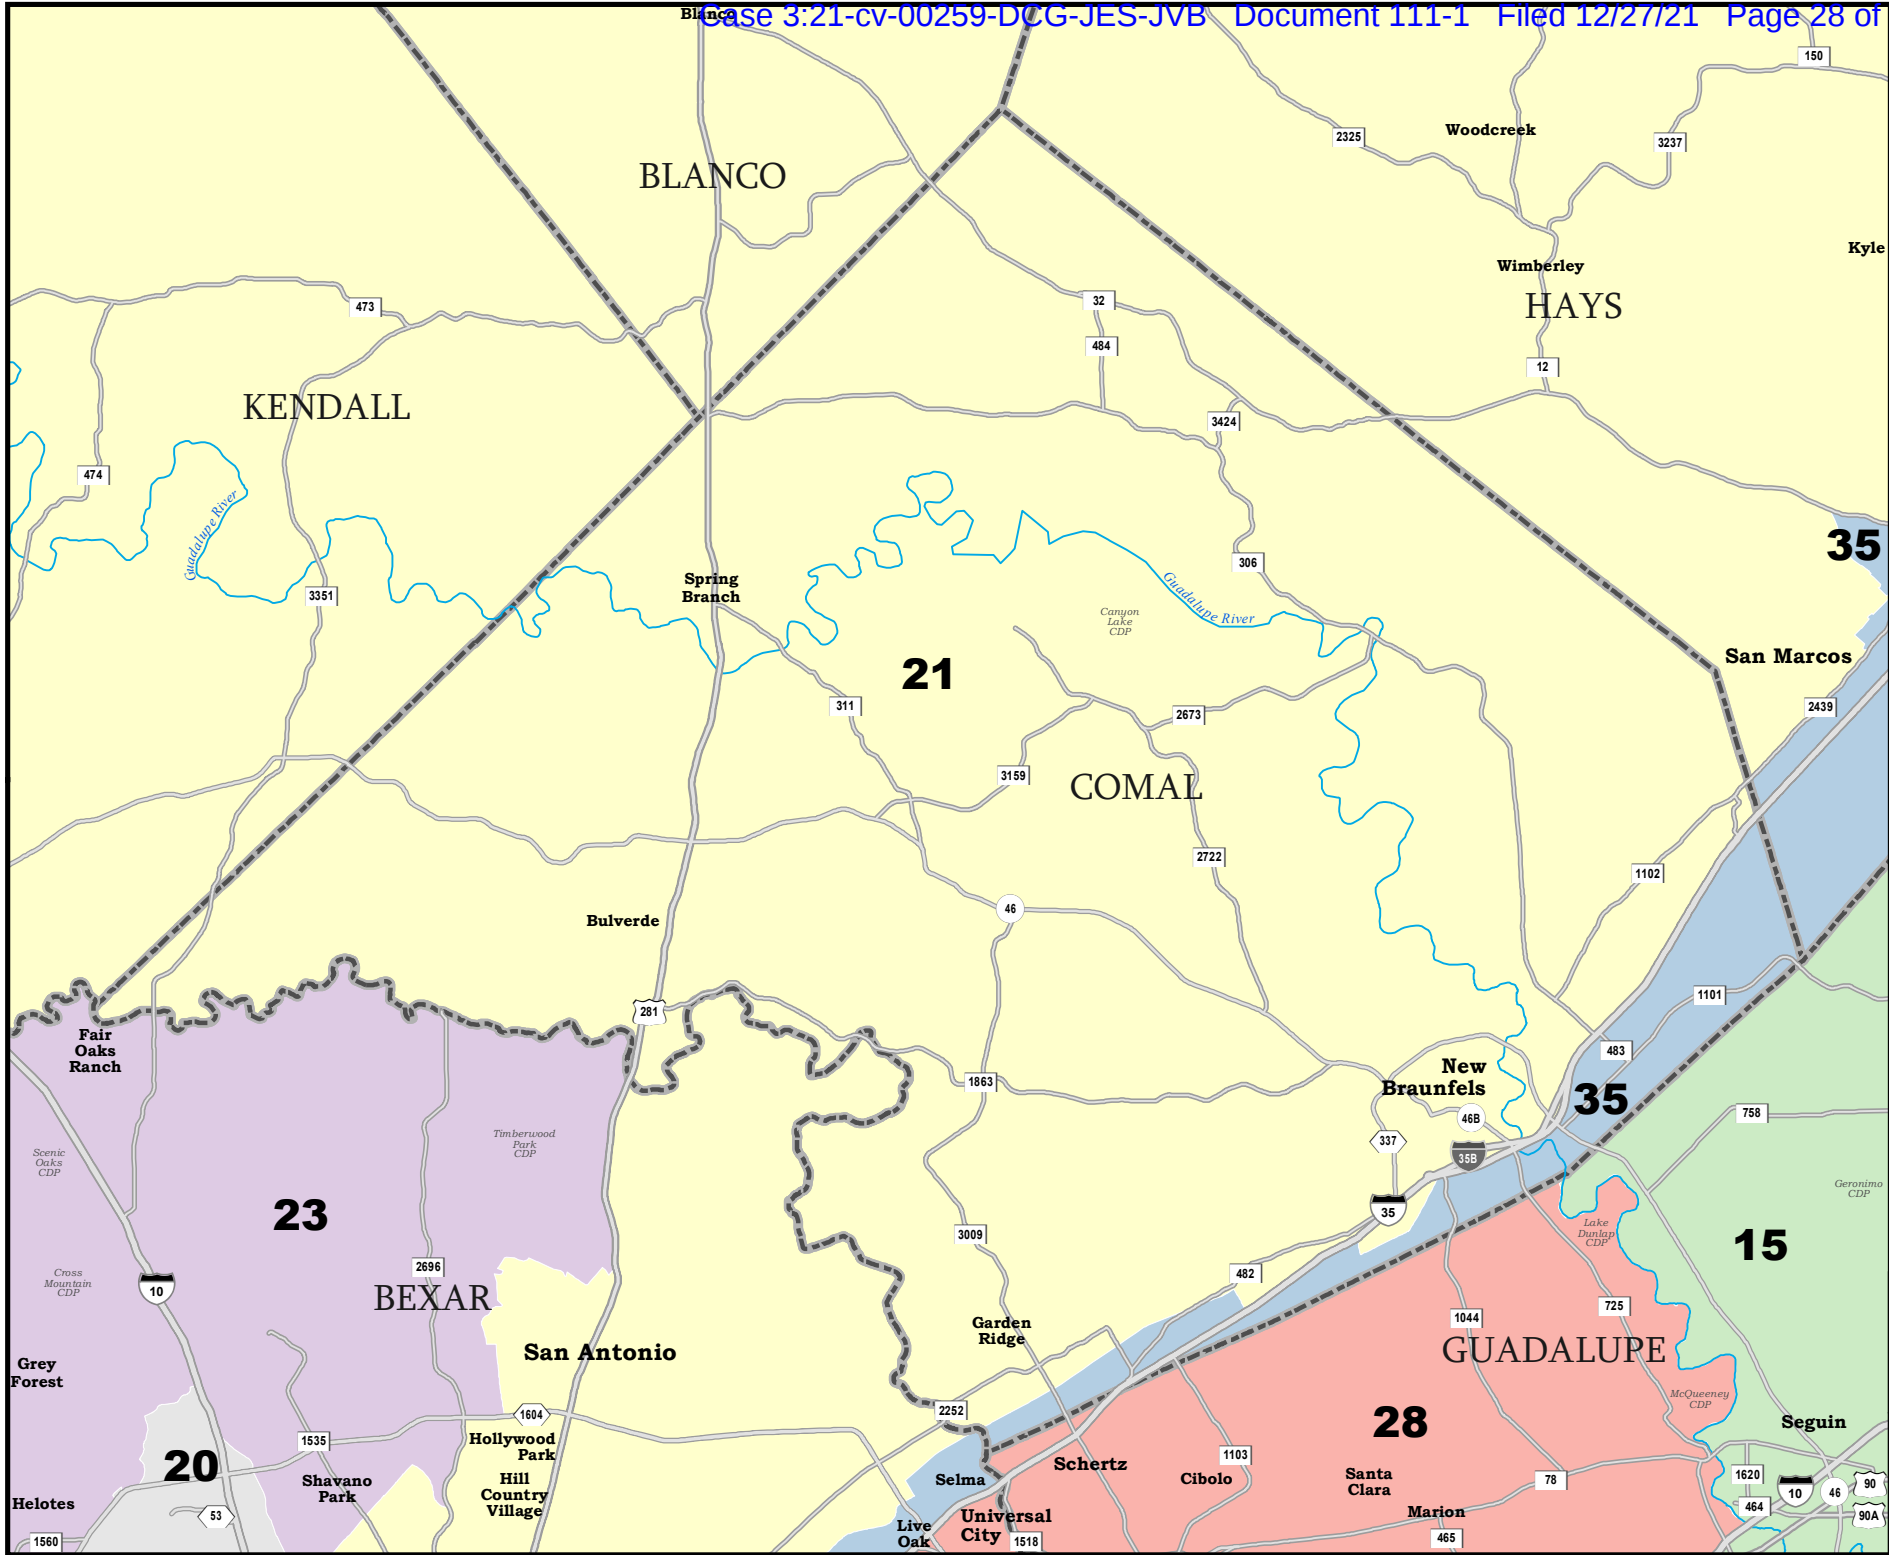 Blanco
Case 3:21-cv-00259-DCG-JES-JVB Document 111-1 Filed 12/27/21 Page 28 of
150
Woodcreek
2325
3237
BLANCO
Kyle
Wimberley
HAYS
32
473
484
12
KENDALL
3424
474
Guadalupe River
35
306
Spring
Branch
3351
Guadalupe River
Canyon
Lake
CDP
San Marcos
21
311
2673
2439
3159
COMAL
2722
1102
46
Bulverde
281
1101
Fair
Oaks
Ranch
483
New
Braunfels
1863
35
46B
758
337
35B
Timberwood
Park
CDP
Scenic
Oaks
CDP
Geronimo
CDP
35
23
3009
Lake
Dunlap
CDP
15
2696
482
Cross
Mountain
CDP
10
BEXAR
725
1044
Garden
Ridge
San Antonio
GUADALUPE
Grey
Forest
McQueeney
CDP
2252
1604
28
Seguin
1535
Hollywood
Park
20
Schertz
1103
Cibolo
Santa
Clara
78
1620
Selma
Shavano
Park
Hill
Country
Village
10
46
90
Helotes
464
53
Marion
90A
Universal
City
Live
Oak
1560
1518
465